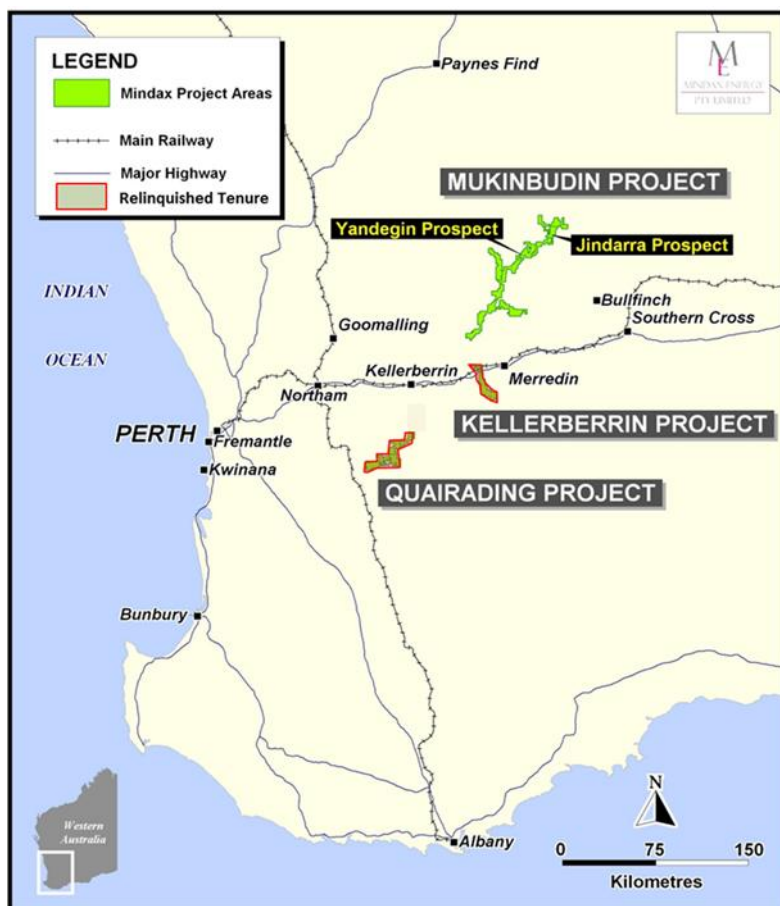 LEGEND
Mindax Project Areas
Main Railway
Major Highway
Relinquished Tenure
Paynes Find
ME
MINDAX ENERGY
PTY LIMITED
MUKINBUDIN PROJECT
Yandegin Prospect
Jindarra Prospect
INDIAN
OCEAN
Bullfinch
Southern Cross
Goomalling
Kellerberrin
Merredin
Northam
KELLERBERRIN PROJECT
PERTH
Fremantle
Kwinana
QUAIRADING PROJECT
Bunbury
Western
Australia
Albany
N
0 75 150
Kilometres